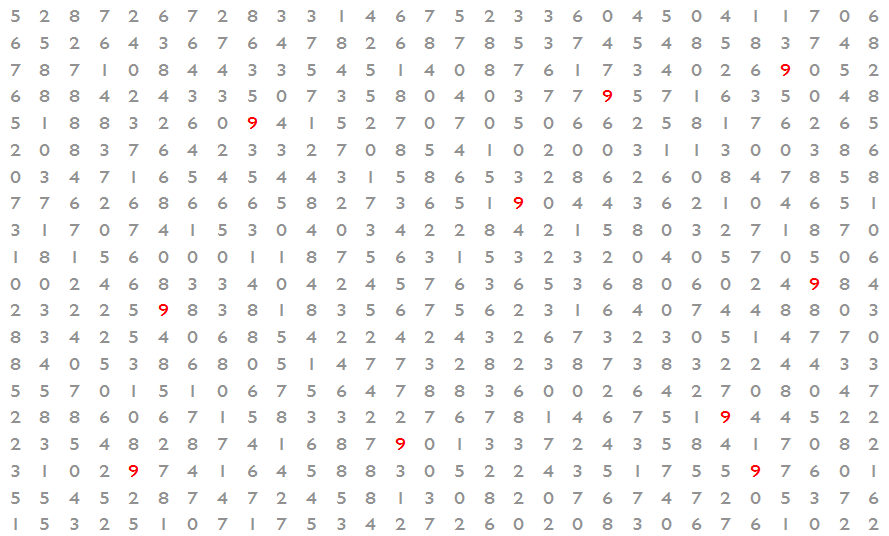 5 2 8 7 2 6 7 2 8 3 3 1 4 6 7 5 2 3 3 6 0 4 5 0 4 1 1 7 0 6
6 5 2 6 4 3 6 7 6 4 7 8 2 6 8 7 8 5 3 7 4 5 4 8 5 8 3 7 4 8
7 8 7 1 0 8 4 4 3 3 5 4 5 1 4 0 8 7 6 1 7 3 4 0 2 6 9 0 5 2
6 8 8 4 2 4 3 3 5 0 7 3 5 8 0 4 0 3 7 7 9 5 7 1 6 3 5 0 4 8
5 1 8 8 3 2 6 0 9 4 1 5 2 7 0 7 0 5 0 6 6 2 5 8 1 7 6 2 6 5
2 0 8 3 7 6 4 2 3 3 2 7 0 8 5 4 1 0 2 0 0 3 1 1 3 0 0 3 8 6
0 3 4 7 1 6 5 4 5 4 4 3 1 5 8 6 5 3 2 8 6 2 6 0 8 4 7 8 5 8
7 7 6 2 6 8 6 6 6 5 8 2 7 3 6 5 1 9 0 4 4 3 6 2 1 0 4 6 5 1
3 1 7 0 7 4 1 5 3 0 4 0 3 4 2 2 8 4 2 1 5 8 0 3 2 7 1 8 7 0
1 8 1 5 6 0 0 0 1 1 8 7 5 6 3 1 5 3 2 3 2 0 4 0 5 7 0 5 0 6
0 0 2 4 6 8 3 3 4 0 4 2 4 5 7 6 3 6 5 3 6 8 0 6 0 2 4 9 8 4
2 3 2 2 5 9 8 3 8 1 8 3 5 6 7 5 6 2 3 1 6 4 0 7 4 4 8 8 0 3
8 3 4 2 5 4 0 6 8 5 4 2 2 4 2 4 3 2 6 7 3 2 3 0 5 1 4 7 7 0
8 4 0 5 3 8 6 8 0 5 1 4 7 7 3 2 8 2 3 8 7 3 8 3 2 2 4 4 3 3
5 5 7 0 1 5 1 0 6 7 5 6 4 7 8 8 3 6 0 0 2 6 4 2 7 0 8 0 4 7
2 8 8 6 0 6 7 1 5 8 3 3 2 2 7 6 7 8 1 4 6 7 5 1 9 4 4 5 2 2
2 3 5 4 8 2 8 7 4 1 6 8 7 9 0 1 3 3 7 2 4 3 5 8 4 1 7 0 8 2
3 1 0 2 9 7 4 1 6 4 5 8 8 3 0 5 2 2 4 3 5 1 7 5 5 9 7 6 0 1
5 5 4 5 2 8 7 4 7 2 4 5 8 1 3 0 8 2 0 7 6 7 4 7 2 0 5 3 7 6
1 5 3 2 5 1 0 7 1 7 5 3 4 2 7 2 6 0 2 0 8 3 0 6 7 6 1 0 2 2